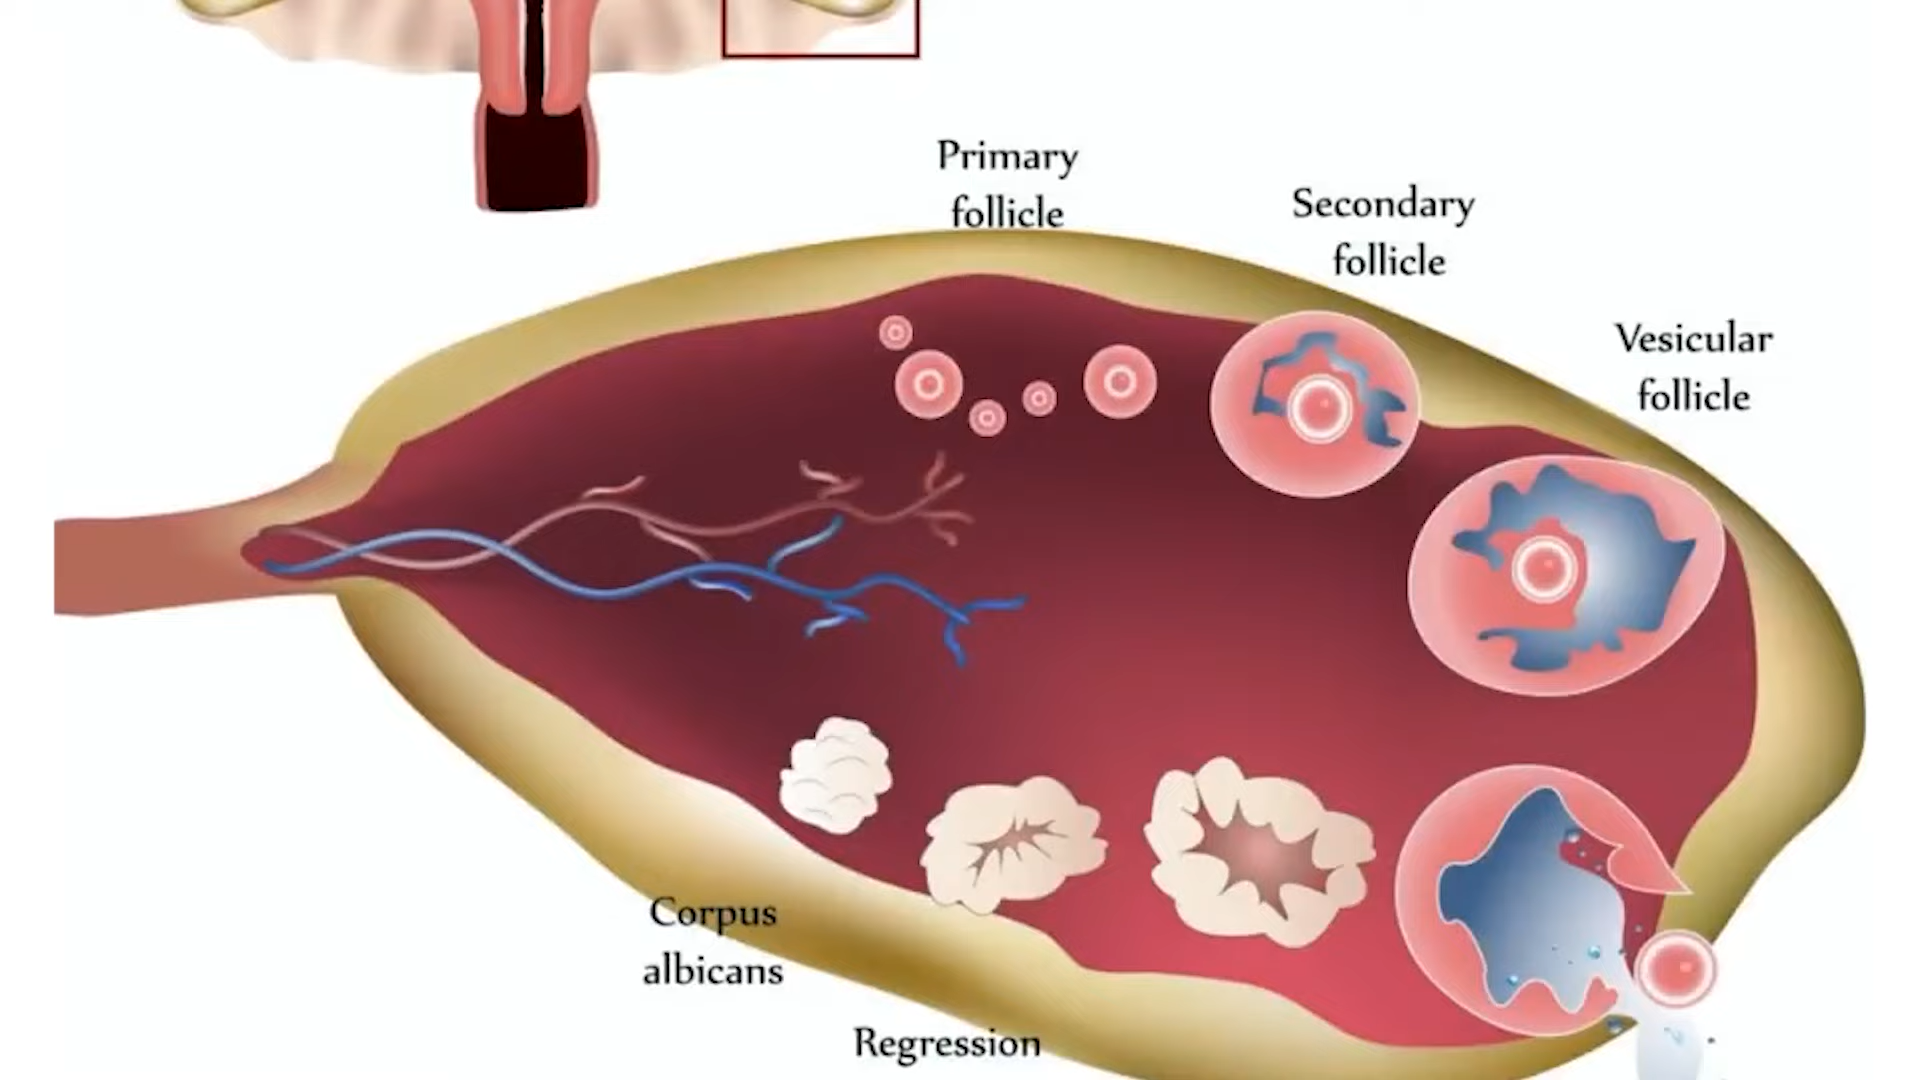 Primary
follicle
Secondary
follicle
Vesicular
follicle
Corpus
albicans
Regression